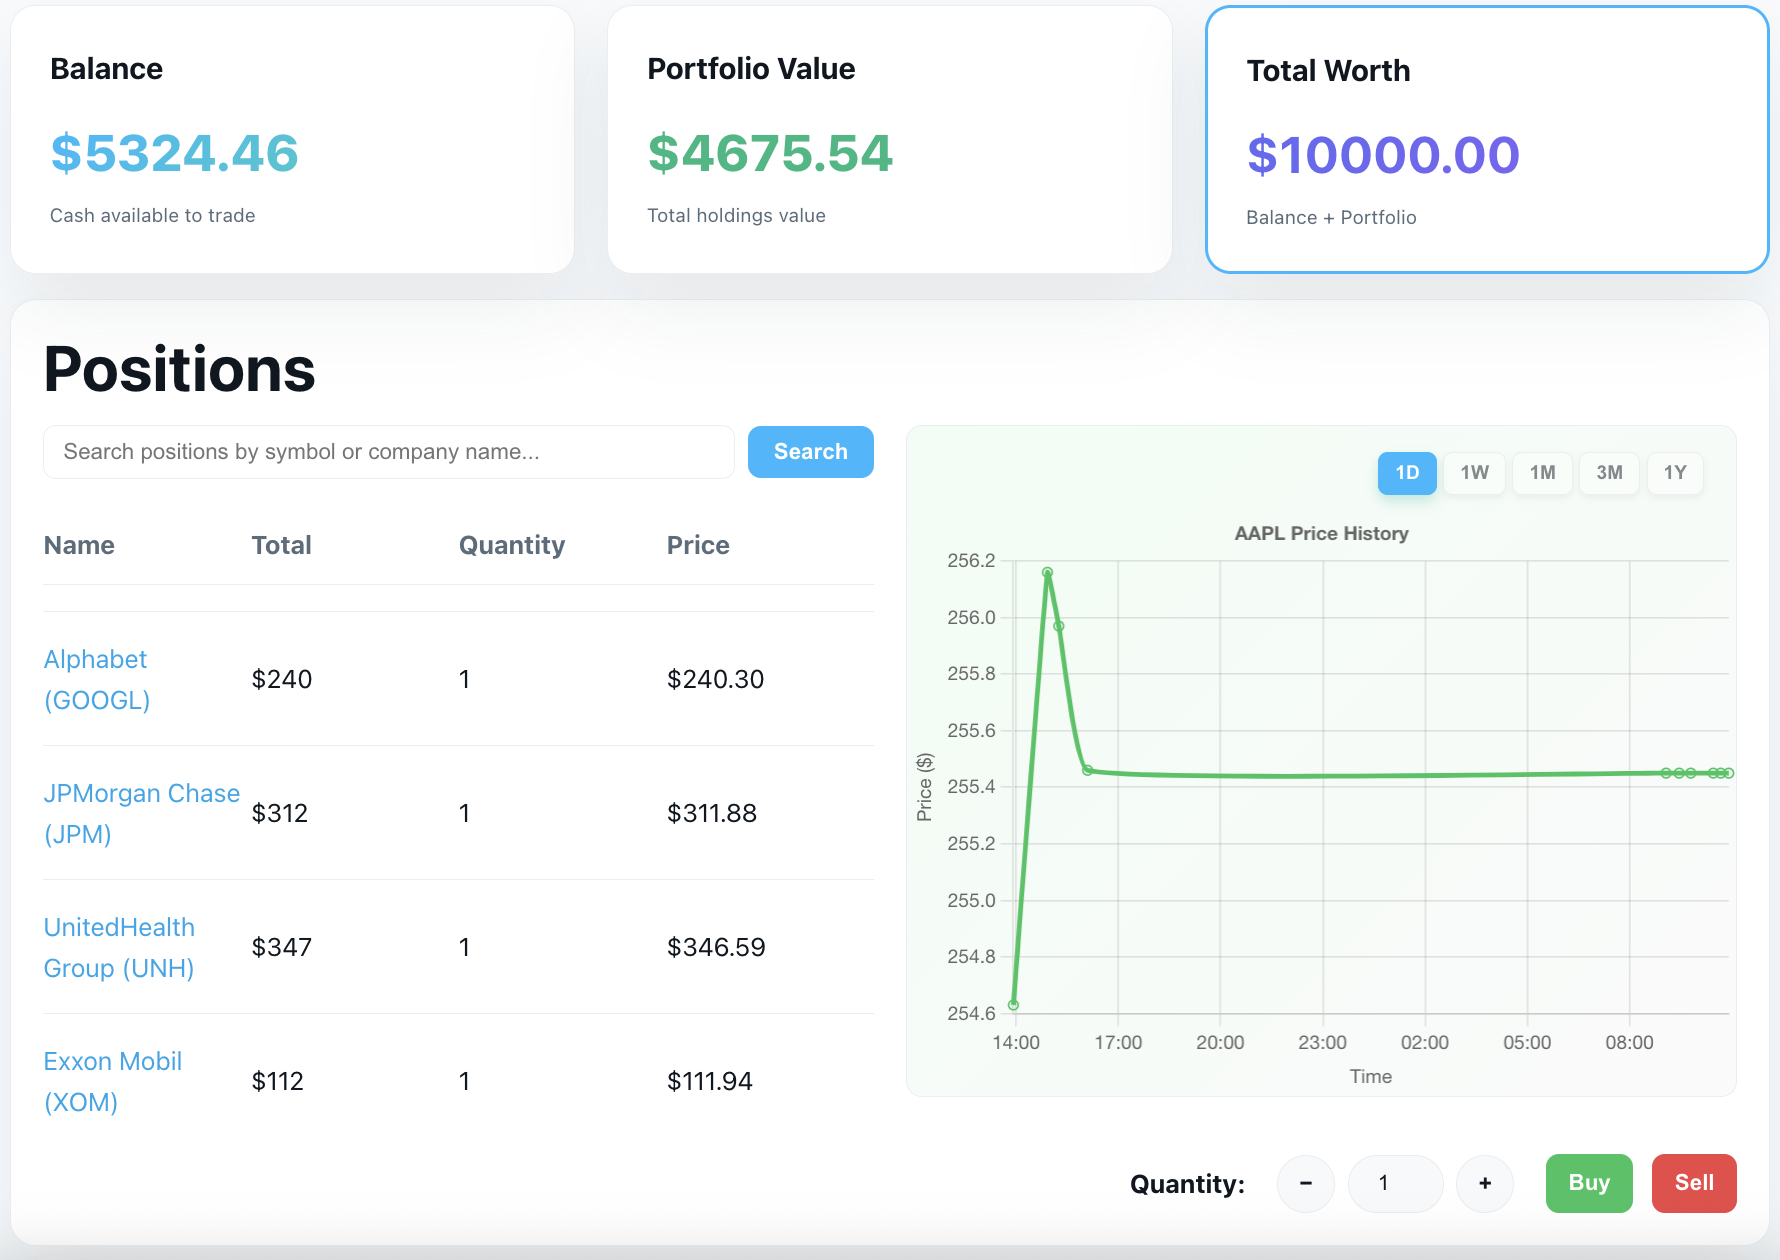 Balance
$5324.46
Cash available to trade
Portfolio Value
$4675.54
Total holdings value
Total Worth
$10000.00
Balance + Portfolio
Positions
Search positions by symbol or company name...
Search
Name Total Quantity Price
Alphabet
(GOOGL)
$240 1 $240.30
JPMorgan Chase
(JPM)
$312 1 $311.88
UnitedHealth
Group (UNH)
$347 1 $346.59
Exxon Mobil
(XOM)
$112 1 $111.94
1D 1W 1M 3M 1Y
AAPL Price History
Price ($)
256.2
256.0
255.8
255.6
255.4
255.2
255.0
254.8
254.6
14:00 17:00 20:00 23:00 02:00 05:00 08:00
Time
Quantity: − 1 + Buy Sell